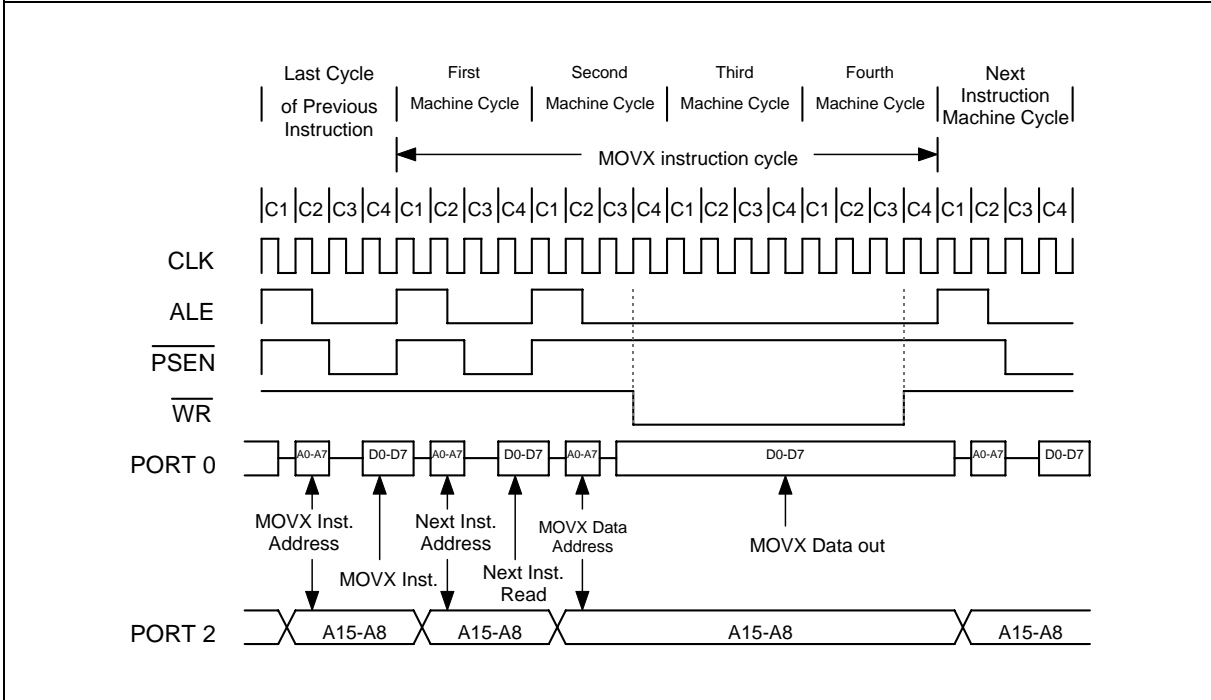 Last Cycle
of Previous
Instruction
First
Machine Cycle
Second
Machine Cycle
Third
Machine Cycle
Fourth
Machine Cycle
Next
Instruction
Machine Cycle
MOVX instruction cycle
C1 C2 C3 C4 C1 C2 C3 C4 C1 C2 C3 C4 C1 C2 C3 C4 C1 C2 C3 C4 C1 C2 C3 C4
CLK
ALE
PSEN
WR
PORT 0
A0-A7 D0-D7 A0-A7 D0-D7 A0-A7 D0-D7 A0-A7 D0-D7
MOVX Inst.
Address
MOVX Inst.
Next Inst.
Address
Next Inst.
Read
MOVX Data
Address
MOVX Data out
PORT 2
A15-A8 A15-A8 A15-A8 A15-A8